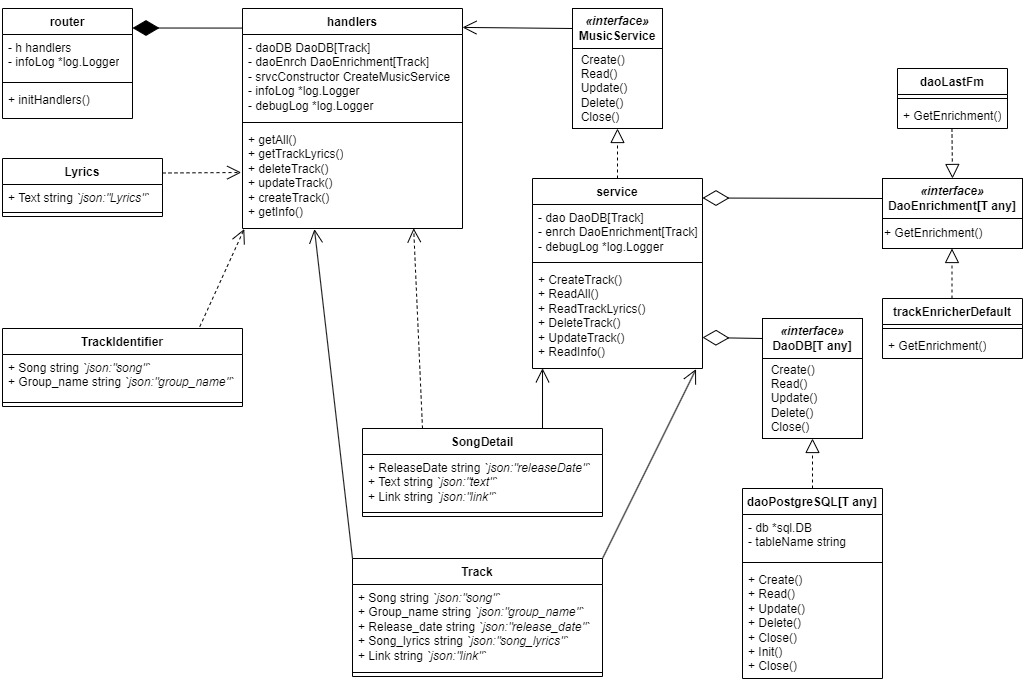 router
- h handlers
- infoLog *log.Logger
+ initHandlers()
handlers
- daoDB DaoDB[Track]
- daoEnrch DaoEnrichment[Track]
- srvcConstructor CreateMusicService
- infoLog *log.Logger
- debugLog *log.Logger
+ getAll()
+ getTrackLyrics()
+ deleteTrack()
+ updateTrack()
+ createTrack()
+ getInfo()
«interface»
MusicService
Create()
Read()
Update()
Delete()
Close()
daoLastFm
+ GetEnrichment()
Lyrics
+ Text string `json:"Lyrics"`
service
- dao DaoDB[Track]
- enrch DaoEnrichment[Track]
- debugLog *log.Logger
+ CreateTrack()
+ ReadAll()
+ ReadTrackLyrics()
+ DeleteTrack()
+ UpdateTrack()
+ ReadInfo()
«interface»
DaoEnrichment[T any]
+ GetEnrichment()
trackEnricherDefault
+ GetEnrichment()
TrackIdentifier
+ Song string `json:"song"`
+ Group_name string `json:"group_name"`
«interface»
DaoDB[T any]
Create()
Read()
Update()
Delete()
Close()
SongDetail
+ ReleaseDate string `json:"releaseDate"`
+ Text string `json:"text"`
+ Link string `json:"link"`
daoPostgreSQL[T any]
- db *sql.DB
- tableName string
+ Create()
+ Read()
+ Update()
+ Delete()
+ Close()
+ Init()
+ Close()
Track
+ Song string `json:"song"`
+ Group_name string `json:"group_name"`
+ Release_date string `json:"release_date"`
+ Song_lyrics string `json:"song_lyrics"`
+ Link string `json:"link"`